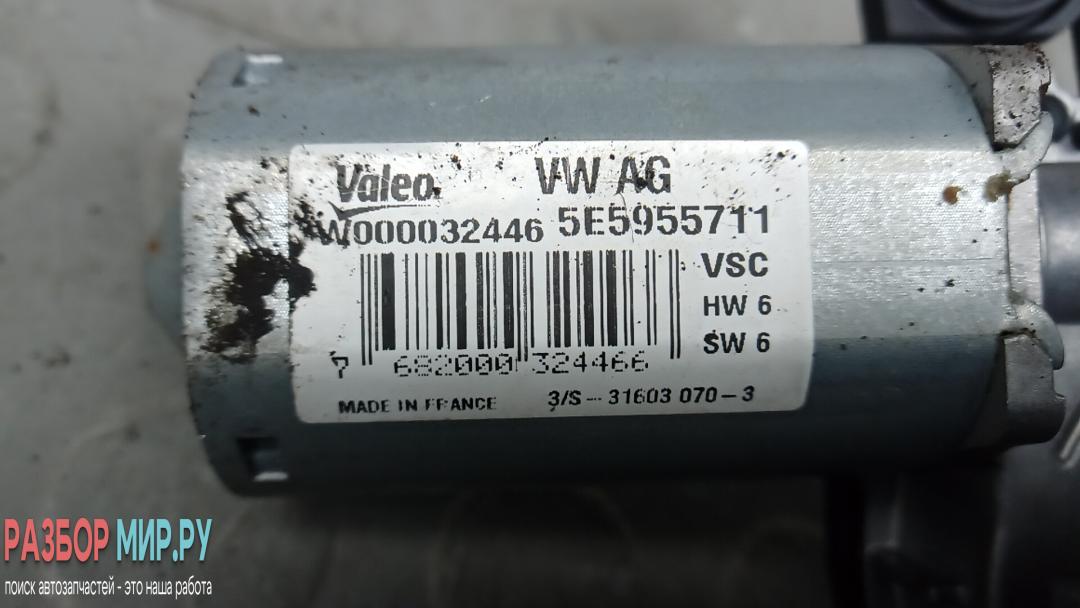 Valeo VW AG
W000032446 5E5955711
VSC
HW 6
SW 6
7 682000 324466
MADE IN FRANCE 3/S - 31603 070 - 3
РАЗБОР МИР.РУ
поиск автозапчастей - это наша работа